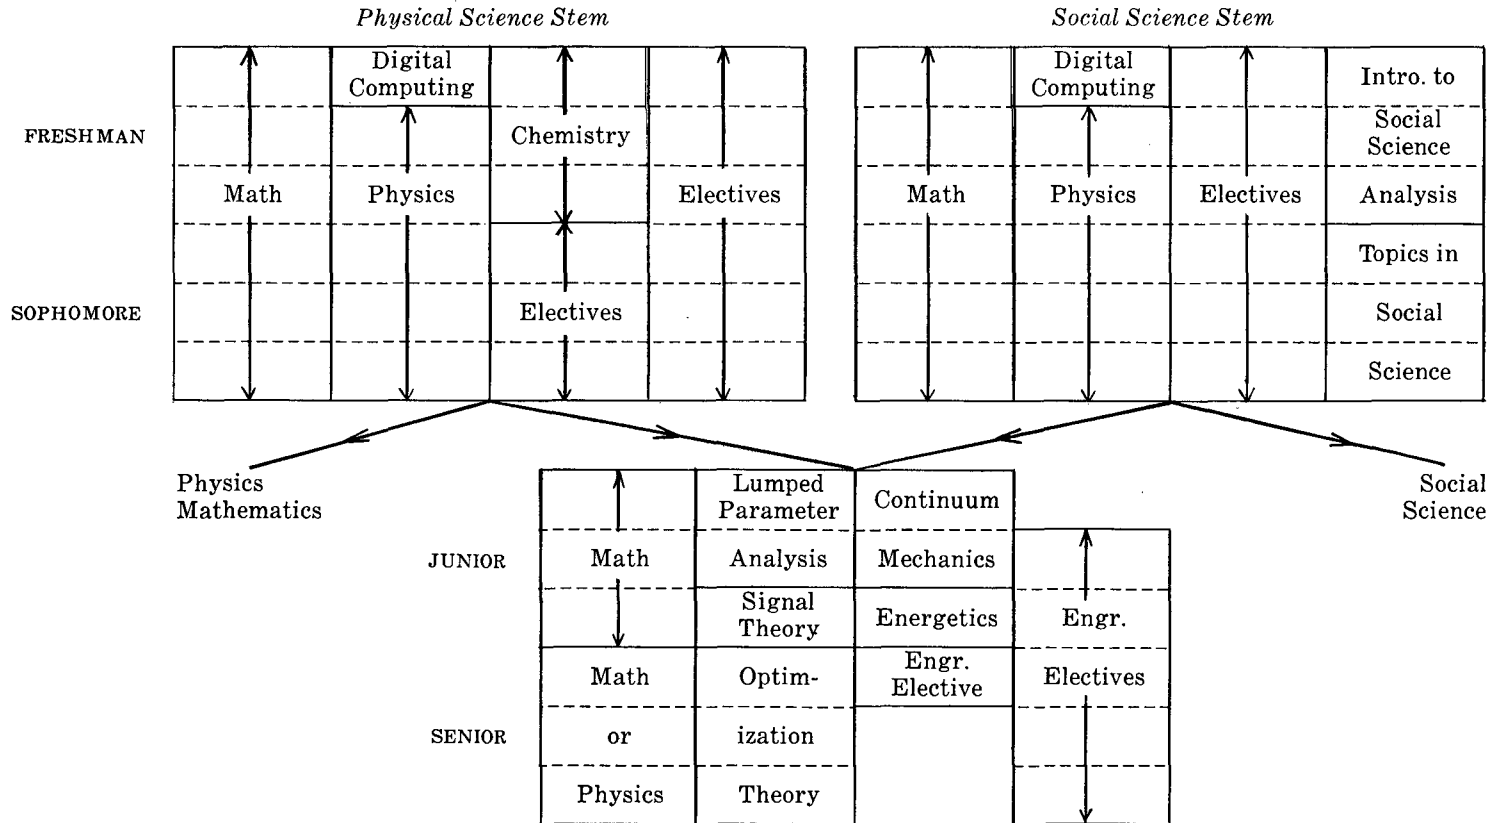 Physical Science Stem
Social Science Stem
FRESHMAN
SOPHOMORE
Digital
Computing
Chemistry
Math
Physics
Electives
Electives
Digital
Computing
Intro. to
Social
Science
Math
Physics
Electives
Analysis
Topics in
Social
Science
Physics
Mathematics
Social
Science
JUNIOR
SENIOR
Lumped
Parameter
Continuum
Math
Analysis
Mechanics
Signal
Theory
Energetics
Engr.
Math
Optim-
Engr.
Elective
Electives
or
ization
Physics
Theory